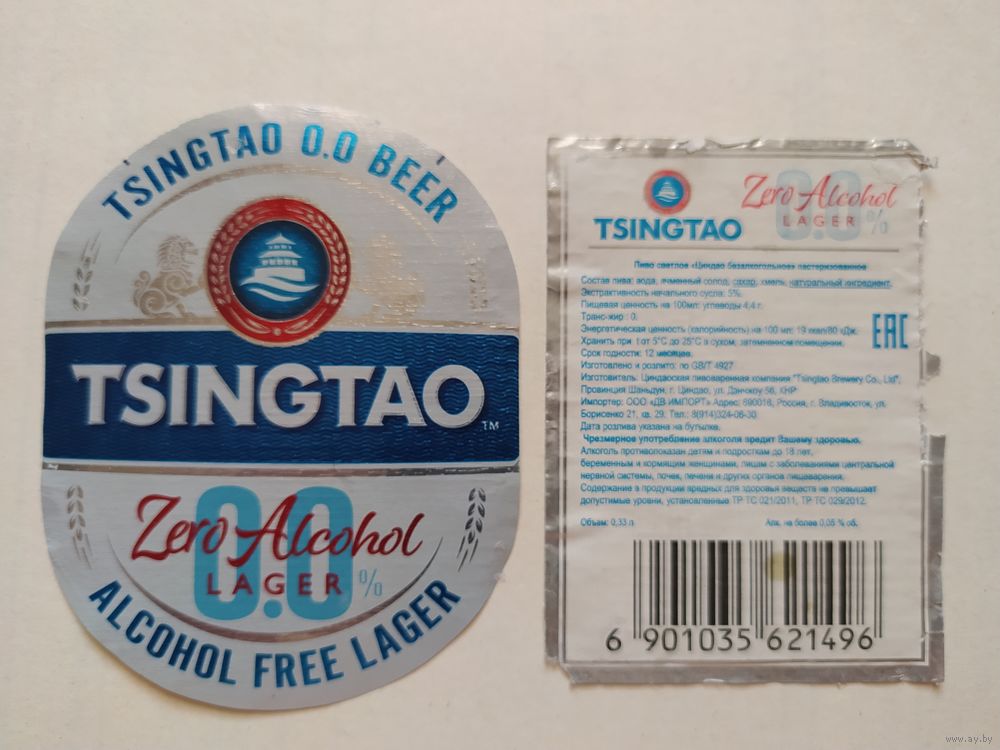 TSINGTAO 0.0 BEER
TSINGTAO
TM
0.0 %
Zero Alcohol
LAGER
ALCOHOL FREE LAGER
TSINGTAO
Zero Alcohol
LAGER
0.0 %
Пиво светлое «Циндао безалкогольное» пастеризованное
Состав пива: вода, ячменный солод, сахар, хмель, натуральный ингредиент.
Экстрактивность начального сусла: 5%.
Пищевая ценность на 100мл: углеводы 4,4 г.
Транс-жир : 0.
Энергетическая ценность (калорийность) на 100 мл: 19 ккал/80 кДж.
Хранить при t от 5°С до 25°С в сухом, затемненном помещении.
Срок годности: 12 месяцев.
Изготовлено и розлито: по GB/T 4927
Изготовитель: Циндаоская пивоваренная компания "Tsingtao Brewery Co., Ltd",
Провинция Шаньдун, г. Циндао, ул. Данчжоу 56, КНР
Импортер: ООО «ДВ ИМПОРТ» Адрес: 690018, Россия, г. Владивосток, ул.
Борисенко 21, кв. 29. Тел.: 8(914)324-06-30
Дата розлива указана на бутылке.
Чрезмерное употребление алкоголя вредит Вашему здоровью.
Алкоголь противопоказан детям и подросткам до 18 лет,
беременным и кормящим женщинами, лицам с заболеваниями центральной
нервной системы, почек, печени и других органов пищеварения.
Содержание в продукции вредных для здоровья веществ не превышает
допустимые уровни, установленные ТР ТС 021/2011, ТР ТС 029/2012.
EAC
Объем: 0,33 л
Алк. не более 0,05 % об.
6 901035 621496
www.ay.by